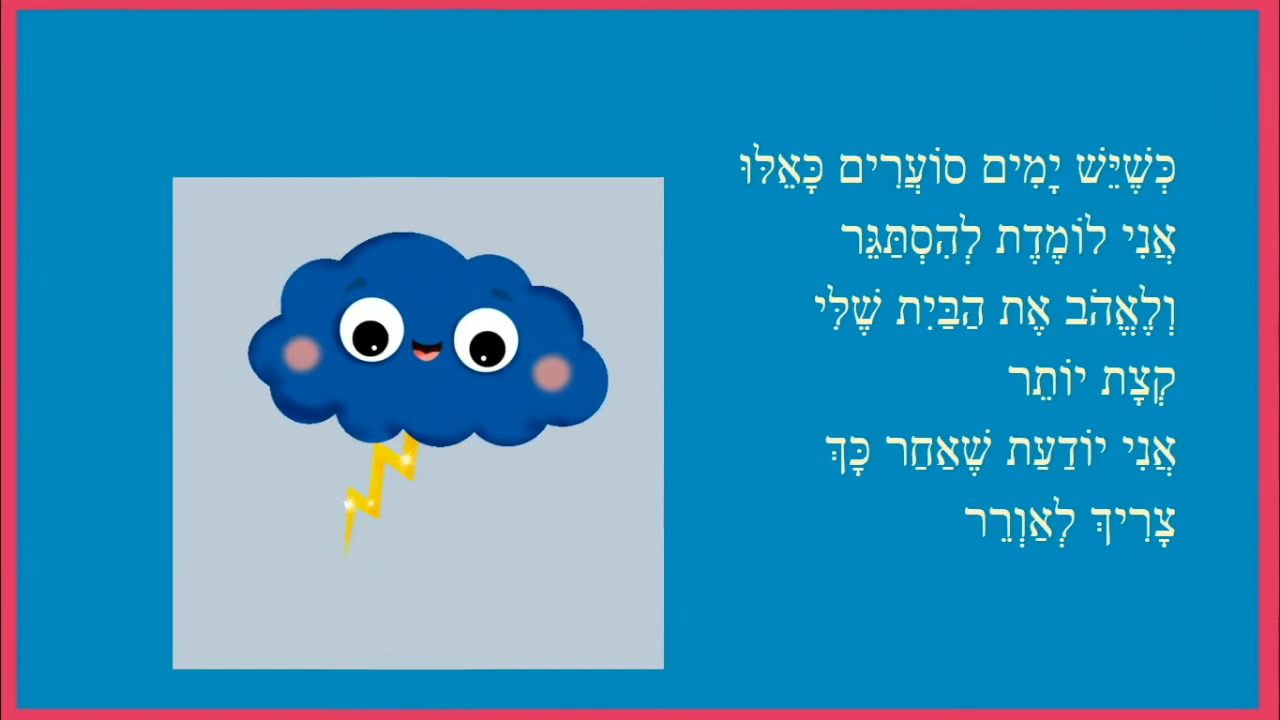 כְּשֶׁיֵּשׁ יָמִים סוֹעֲרִים כָּאֵלּוּ
אֲנִי לוֹמֶדֶת לְהִסְתַּגֵּר
וְלֶאֱהֹב אֶת הַבַּיִת שֶׁלִּי
קְצָת יוֹתֵר
אֲנִי יוֹדַעַת שֶׁאַחַר כָּךְ
צָרִיךְ לְאַוְרֵר